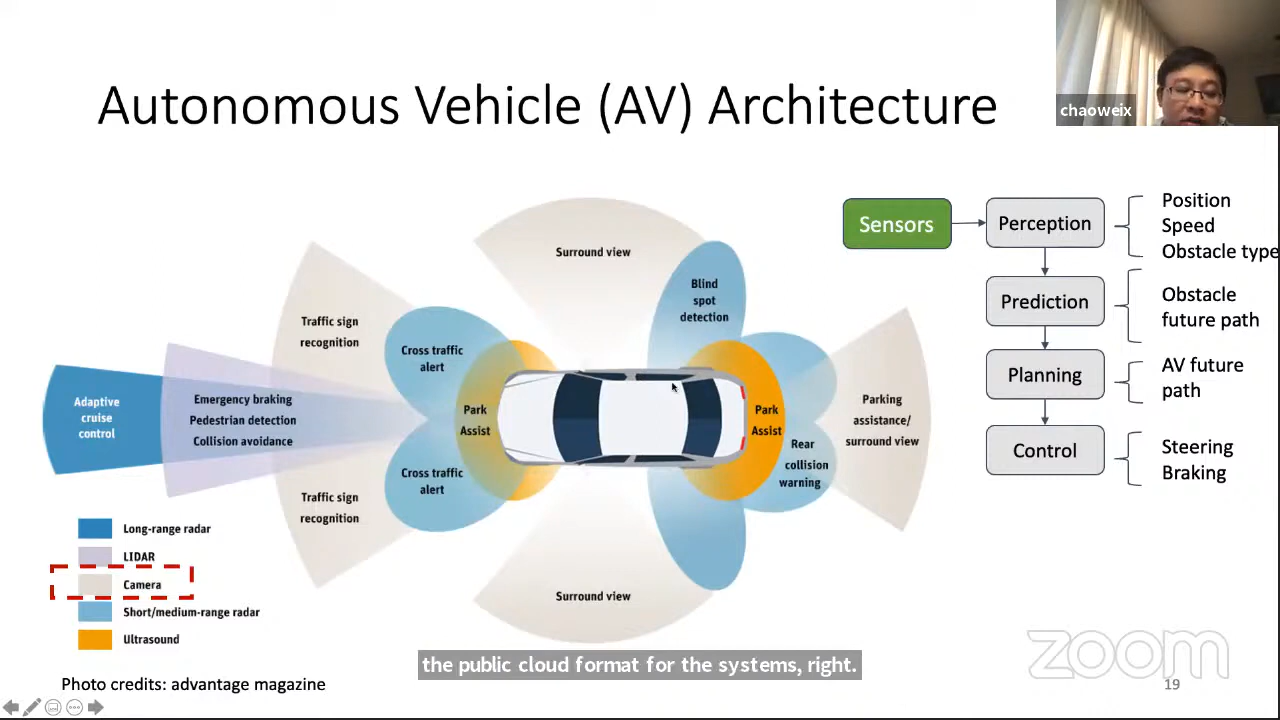 Autonomous Vehicle (AV) Architecture
chaoweix
Sensors
Perception
Position
Speed
Obstacle type
Prediction
Obstacle
future path
Planning
AV future
path
Control
Steering
Braking
Surround view
Blind
spot
detection
Traffic sign
recognition
Cross traffic
alert
Adaptive
cruise
control
Emergency braking
Pedestrian detection
Collision avoidance
Park
Assist
Park
Assist
Parking
assistance/
surround view
Rear
collision
warning
Cross traffic
alert
Traffic sign
recognition
Surround view
Long-range radar
LIDAR
Camera
Short/medium-range radar
Ultrasound
the public cloud format for the systems, right.
Photo credits: advantage magazine
zoom
19